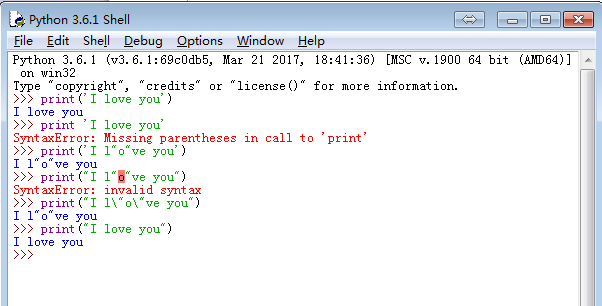 Python 3.6.1 Shell
File Edit Shell Debug Options Window Help
Python 3.6.1 (v3.6.1:69c0db5, Mar 21 2017, 18:41:36) [MSC v.1900 64 bit (AMD64)]
 on win32
Type "copyright", "credits" or "license()" for more information.
>>> print('I love you')
I love you
>>> print 'I love you'
SyntaxError: Missing parentheses in call to 'print'
>>> print('I l"o"ve you')
I l"o"ve you
>>> print("I l"o"ve you")
SyntaxError: invalid syntax
>>> print("I l\"o\"ve you")
I l"o"ve you
>>> print("I love you")
I love you
>>>